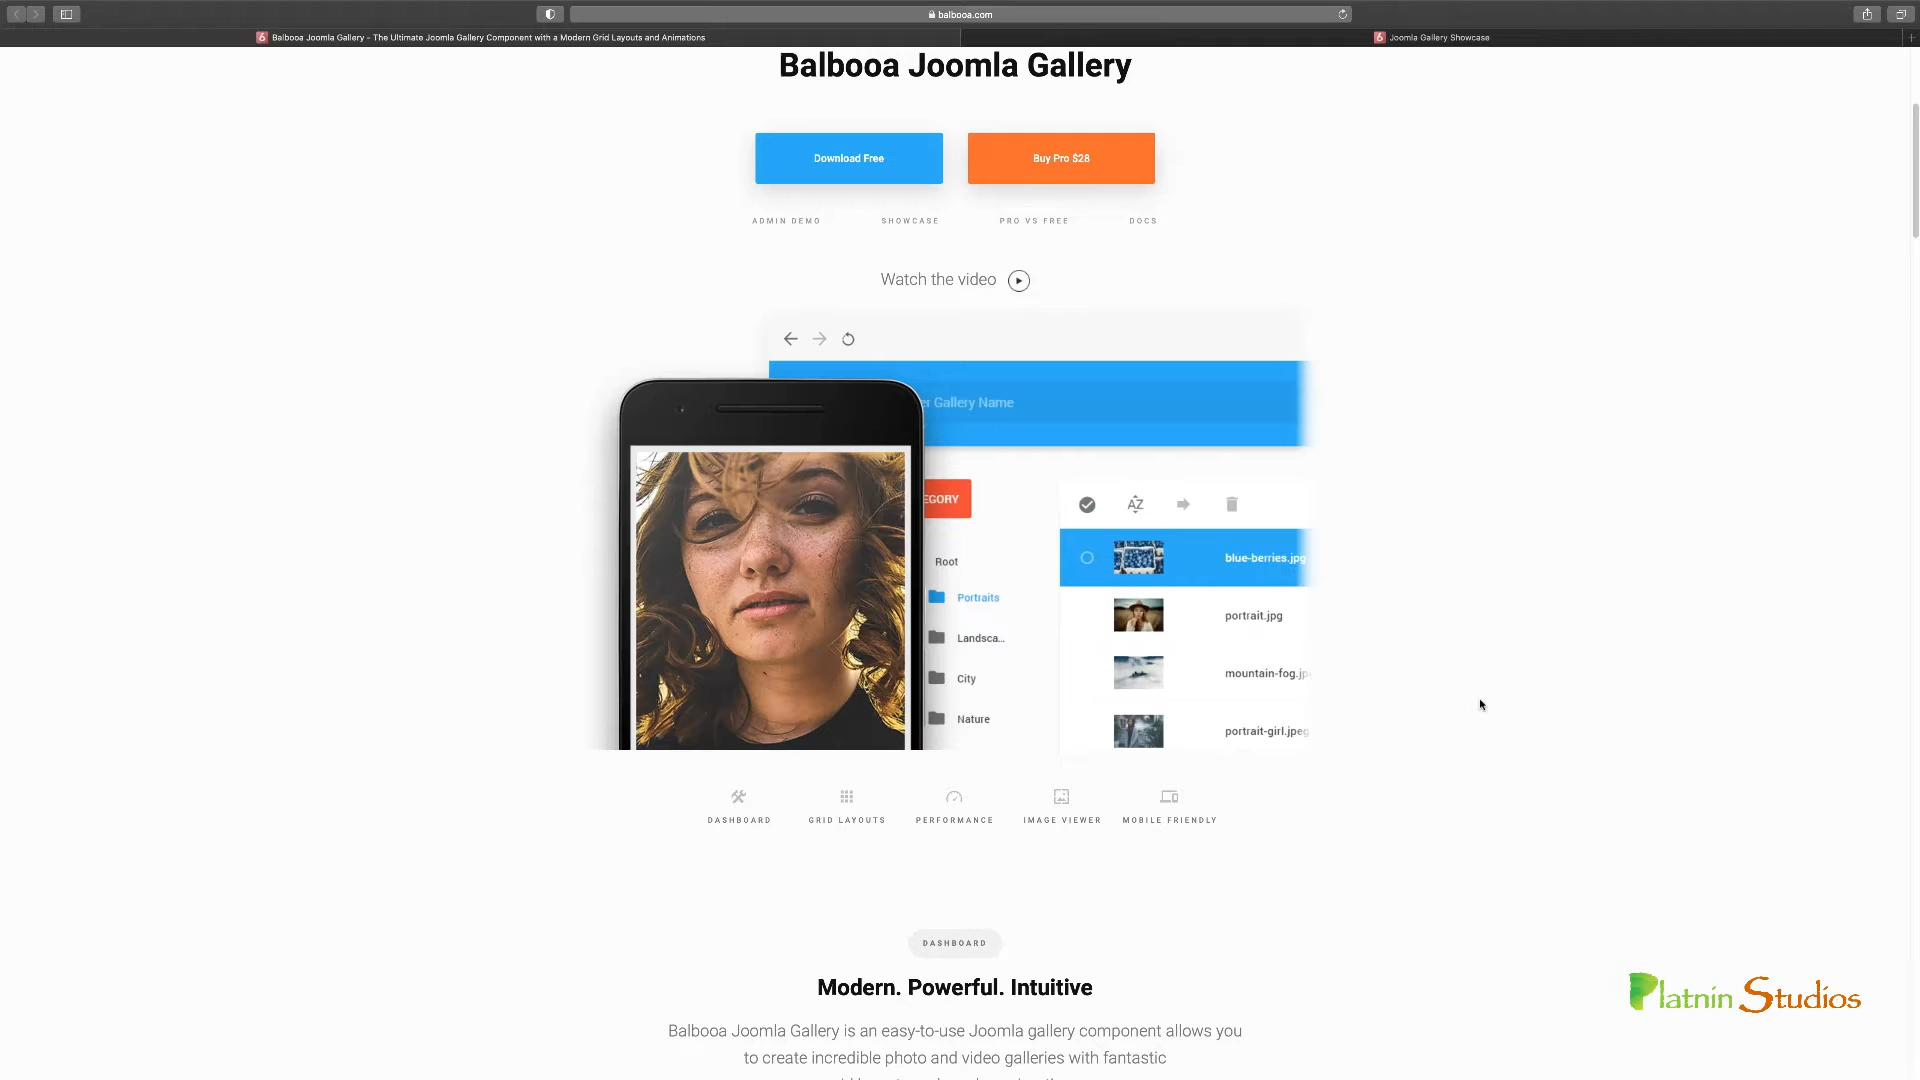 balbooa.com
Balbooa Joomla Gallery - The Ultimate Joomla Gallery Component with a Modern Grid Layouts and Animations
Joomla Gallery Showcase
Balbooa Joomla Gallery
Download Free
Buy Pro $28
ADMIN DEMO
SHOWCASE
PRO VS FREE
DOCS
Watch the video
er Gallery Name
EGORY
AZ
Root
blue-berries.jpg
Portraits
portrait.jpg
Landsca...
mountain-fog.jp
City
Nature
portrait-girl.jpeg
DASHBOARD
GRID LAYOUTS
PERFORMANCE
IMAGE VIEWER
MOBILE FRIENDLY
DASHBOARD
Modern. Powerful. Intuitive
Balbooa Joomla Gallery is an easy-to-use Joomla gallery component allows you
to create incredible photo and video galleries with fantastic
Platnin Studios